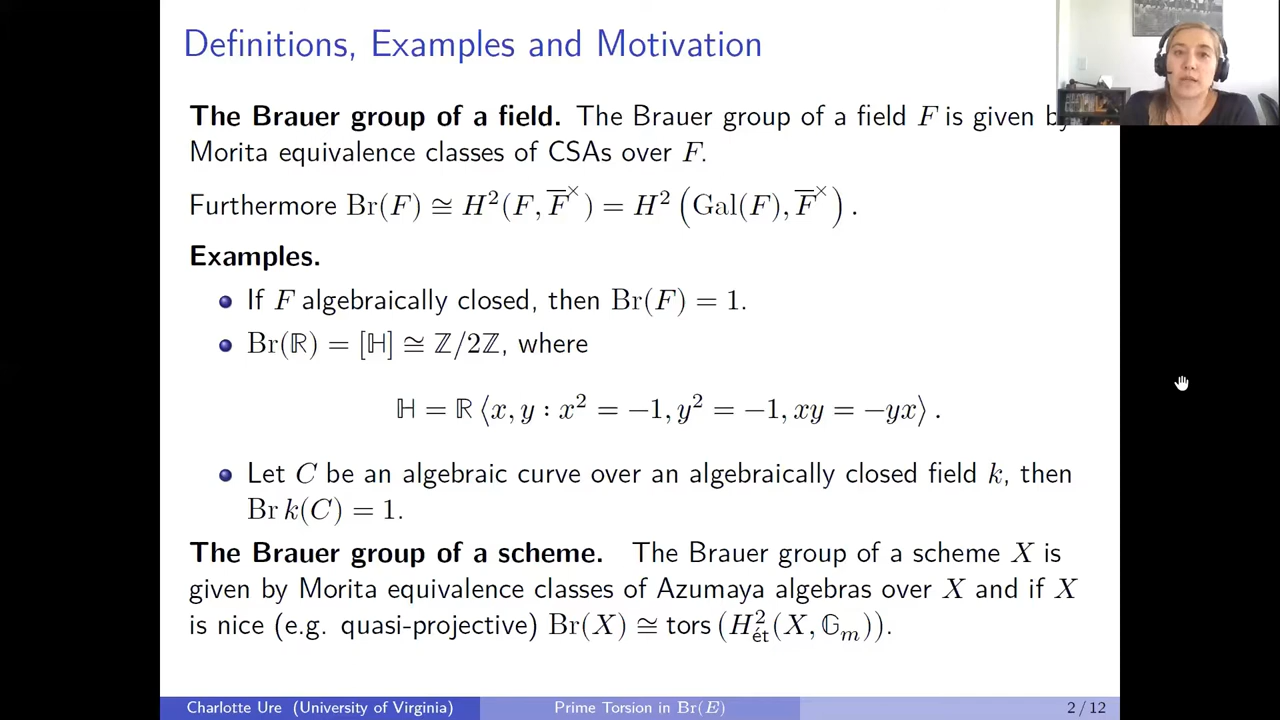 Definitions, Examples and Motivation
The Brauer group of a field. The Brauer group of a field F is given by
Morita equivalence classes of CSAs over F.
Furthermore Br(F) ≅ H²(F, F̅^×) = H² (Gal(F), F̅^×) .
Examples.
If F algebraically closed, then Br(F) = 1.
Br(ℝ) = [ℍ] ≅ ℤ/2ℤ, where
ℍ = ℝ ⟨x, y : x² = −1, y² = −1, xy = −yx⟩ .
Let C be an algebraic curve over an algebraically closed field k, then
Br k(C) = 1.
The Brauer group of a scheme. The Brauer group of a scheme X is
given by Morita equivalence classes of Azumaya algebras over X and if X
is nice (e.g. quasi-projective) Br(X) ≅ tors (H²_ét(X, 𝔾_m)).
Charlotte Ure (University of Virginia) Prime Torsion in Br(E) 2 / 12